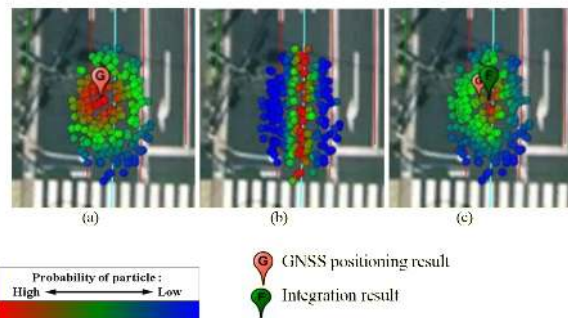 G
G
F
(a)
(b)
(c)
Probability of particle :
High
Low
G
GNSS positioning result
F
Integration result